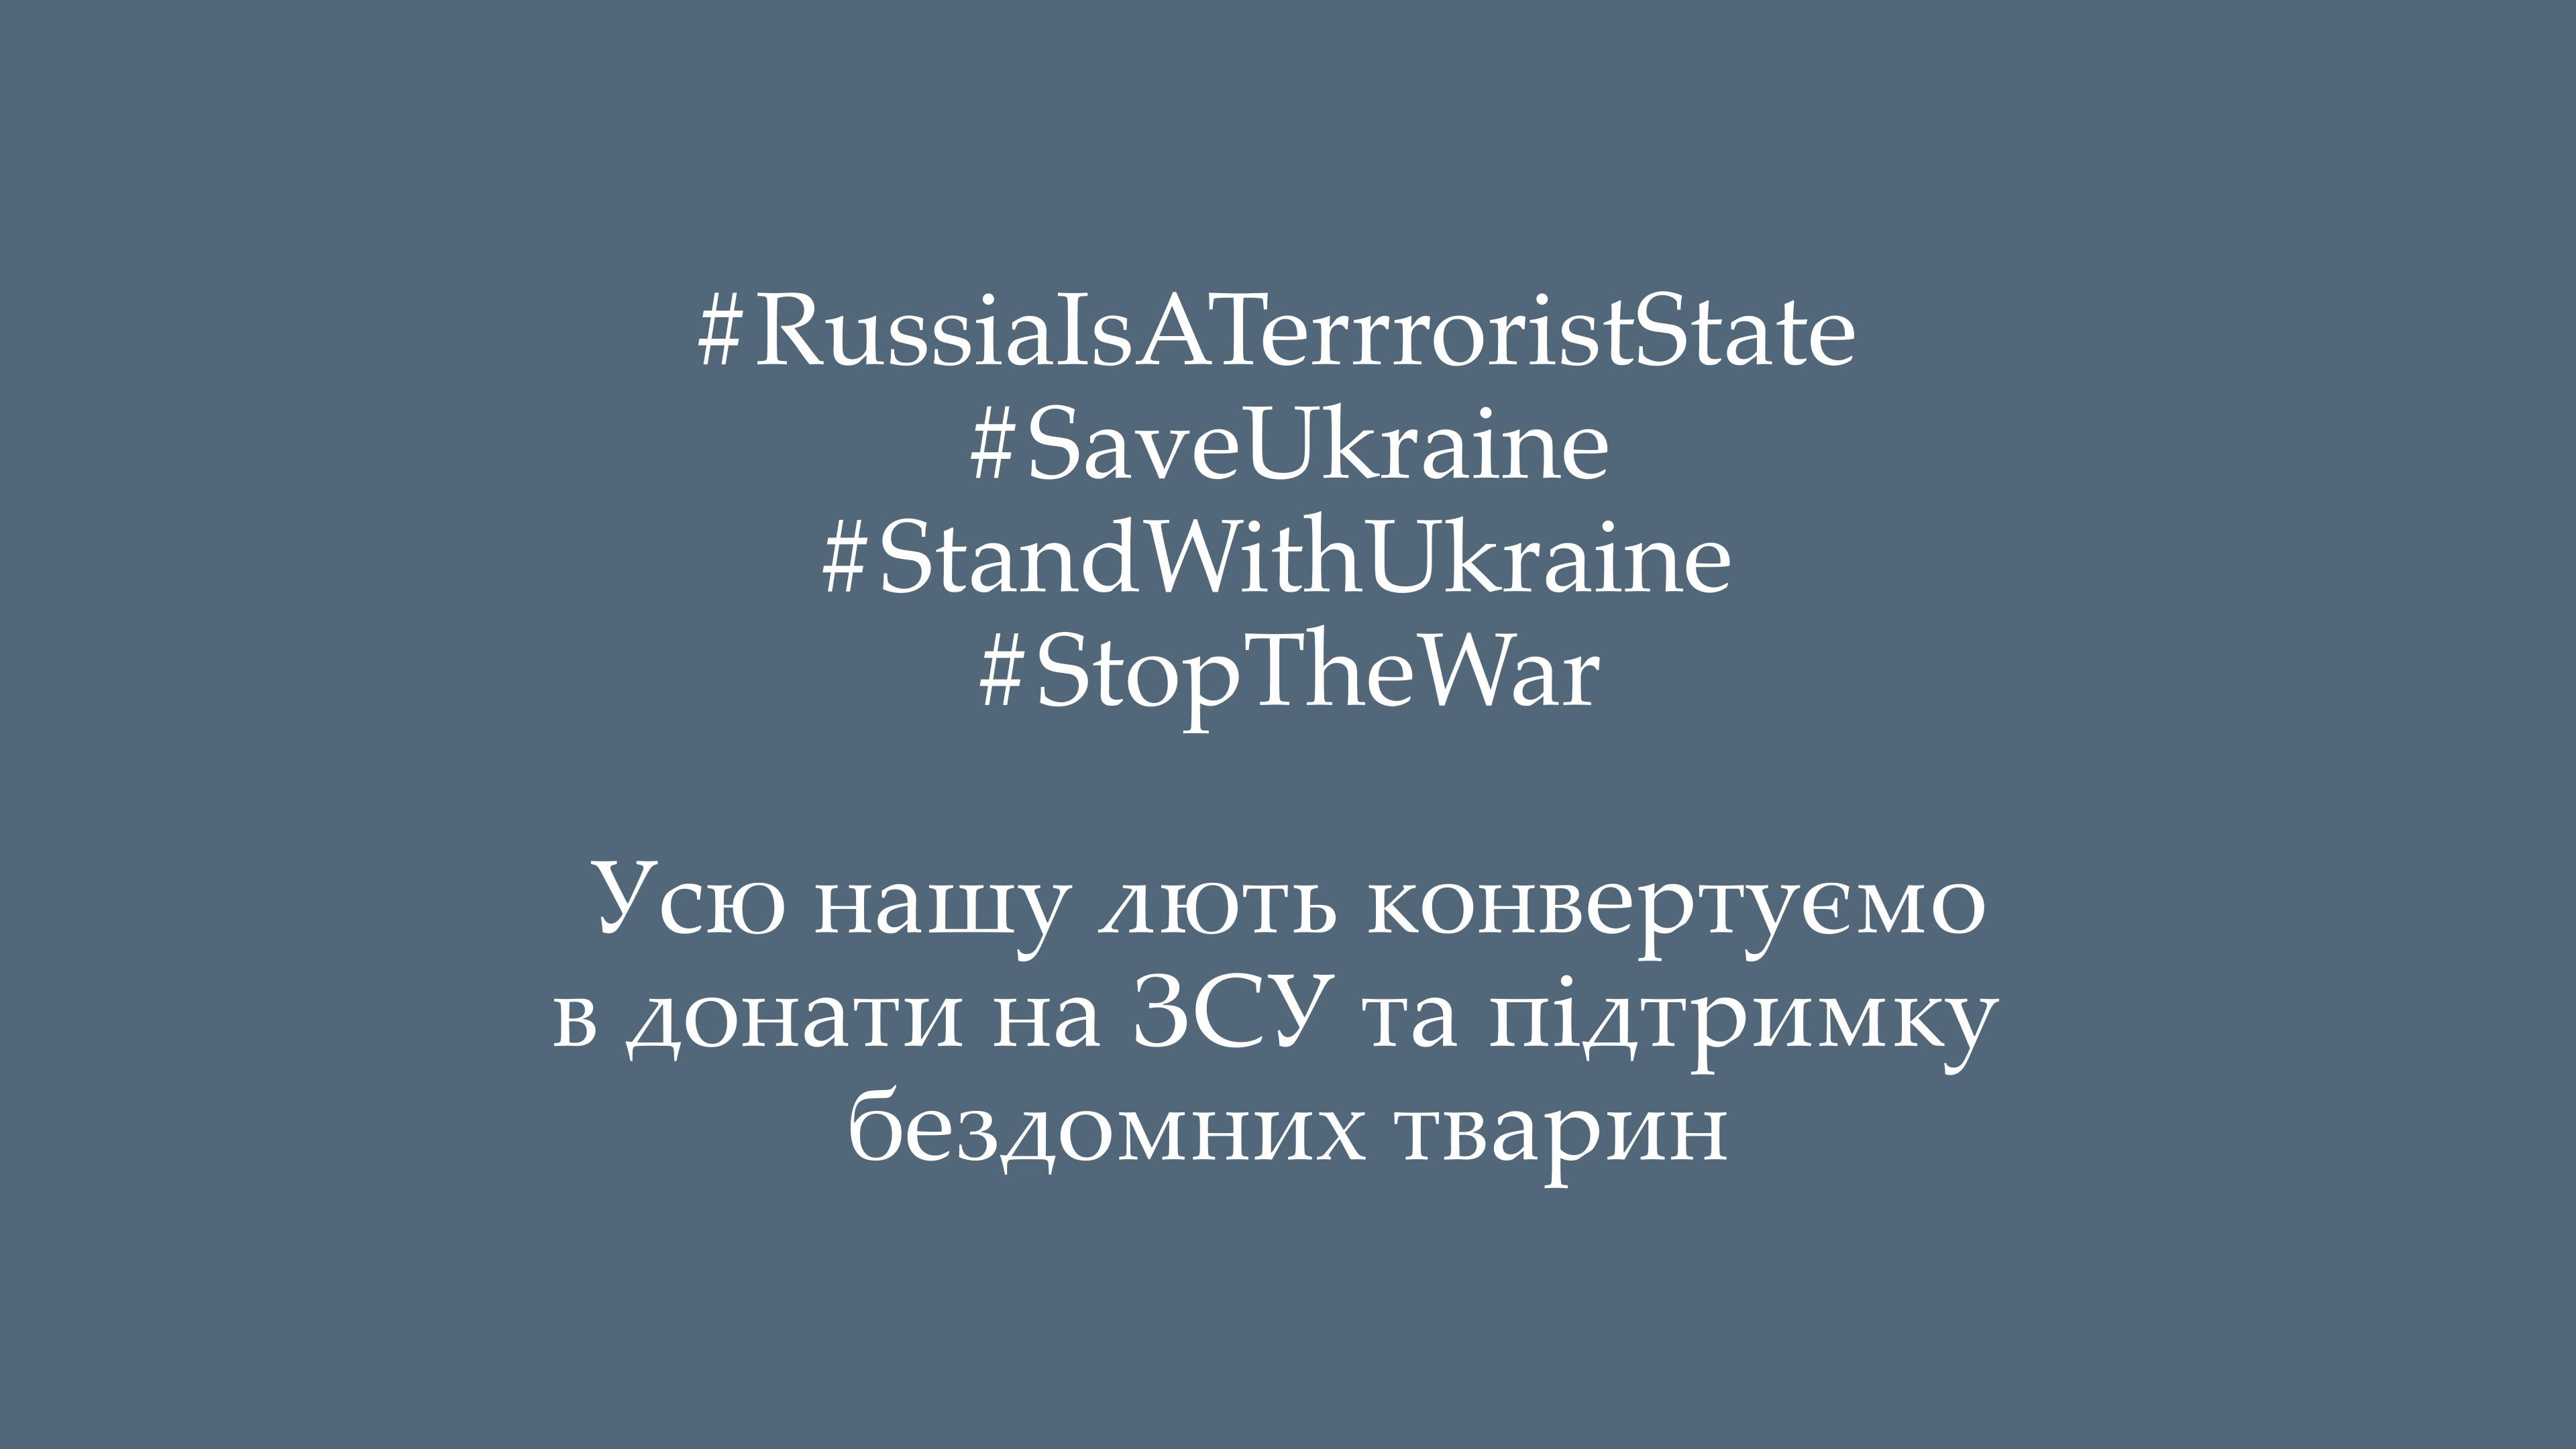 #RussiaIsATerrroristState
#SaveUkraine
#StandWithUkraine
#StopTheWar
Усю нашу лють конвертуємо
в донати на ЗСУ та підтримку
бездомних тварин